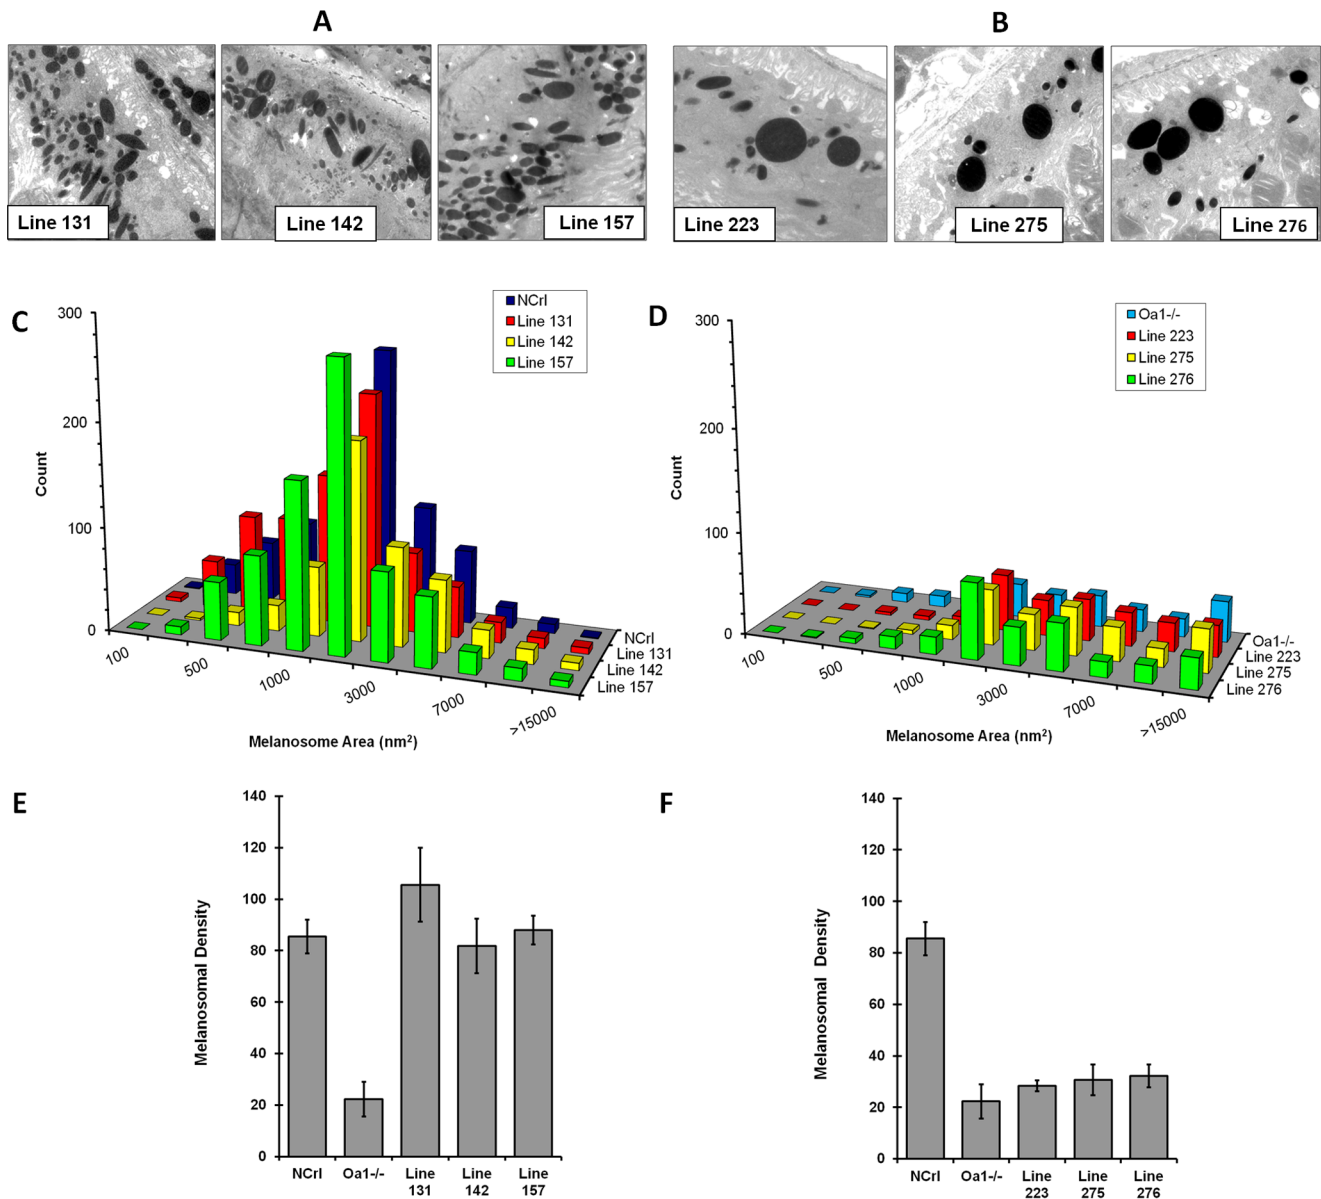 A
B
Line 131
Line 142
Line 157
Line 223
Line 275
Line 276
C
NCrl
Line 131
Line 142
Line 157
300
200
100
0
Count
100
500
1000
3000
7000
>15000
NCrl
Line 131
Line 142
Line 157
Melanosome Area (nm²)
D
Oa1-/-
Line 223
Line 275
Line 276
300
200
100
0
Count
100
500
1000
3000
7000
>15000
Oa1-/-
Line 223
Line 275
Line 276
Melanosome Area (nm²)
E
140
120
100
80
60
40
20
0
Melanosomal Density
NCrl Oa1-/- Line Line Line
131 142 157
F
140
120
100
80
60
40
20
0
Melanosomal Density
NCrl Oa1-/- Line Line Line
223 275 276